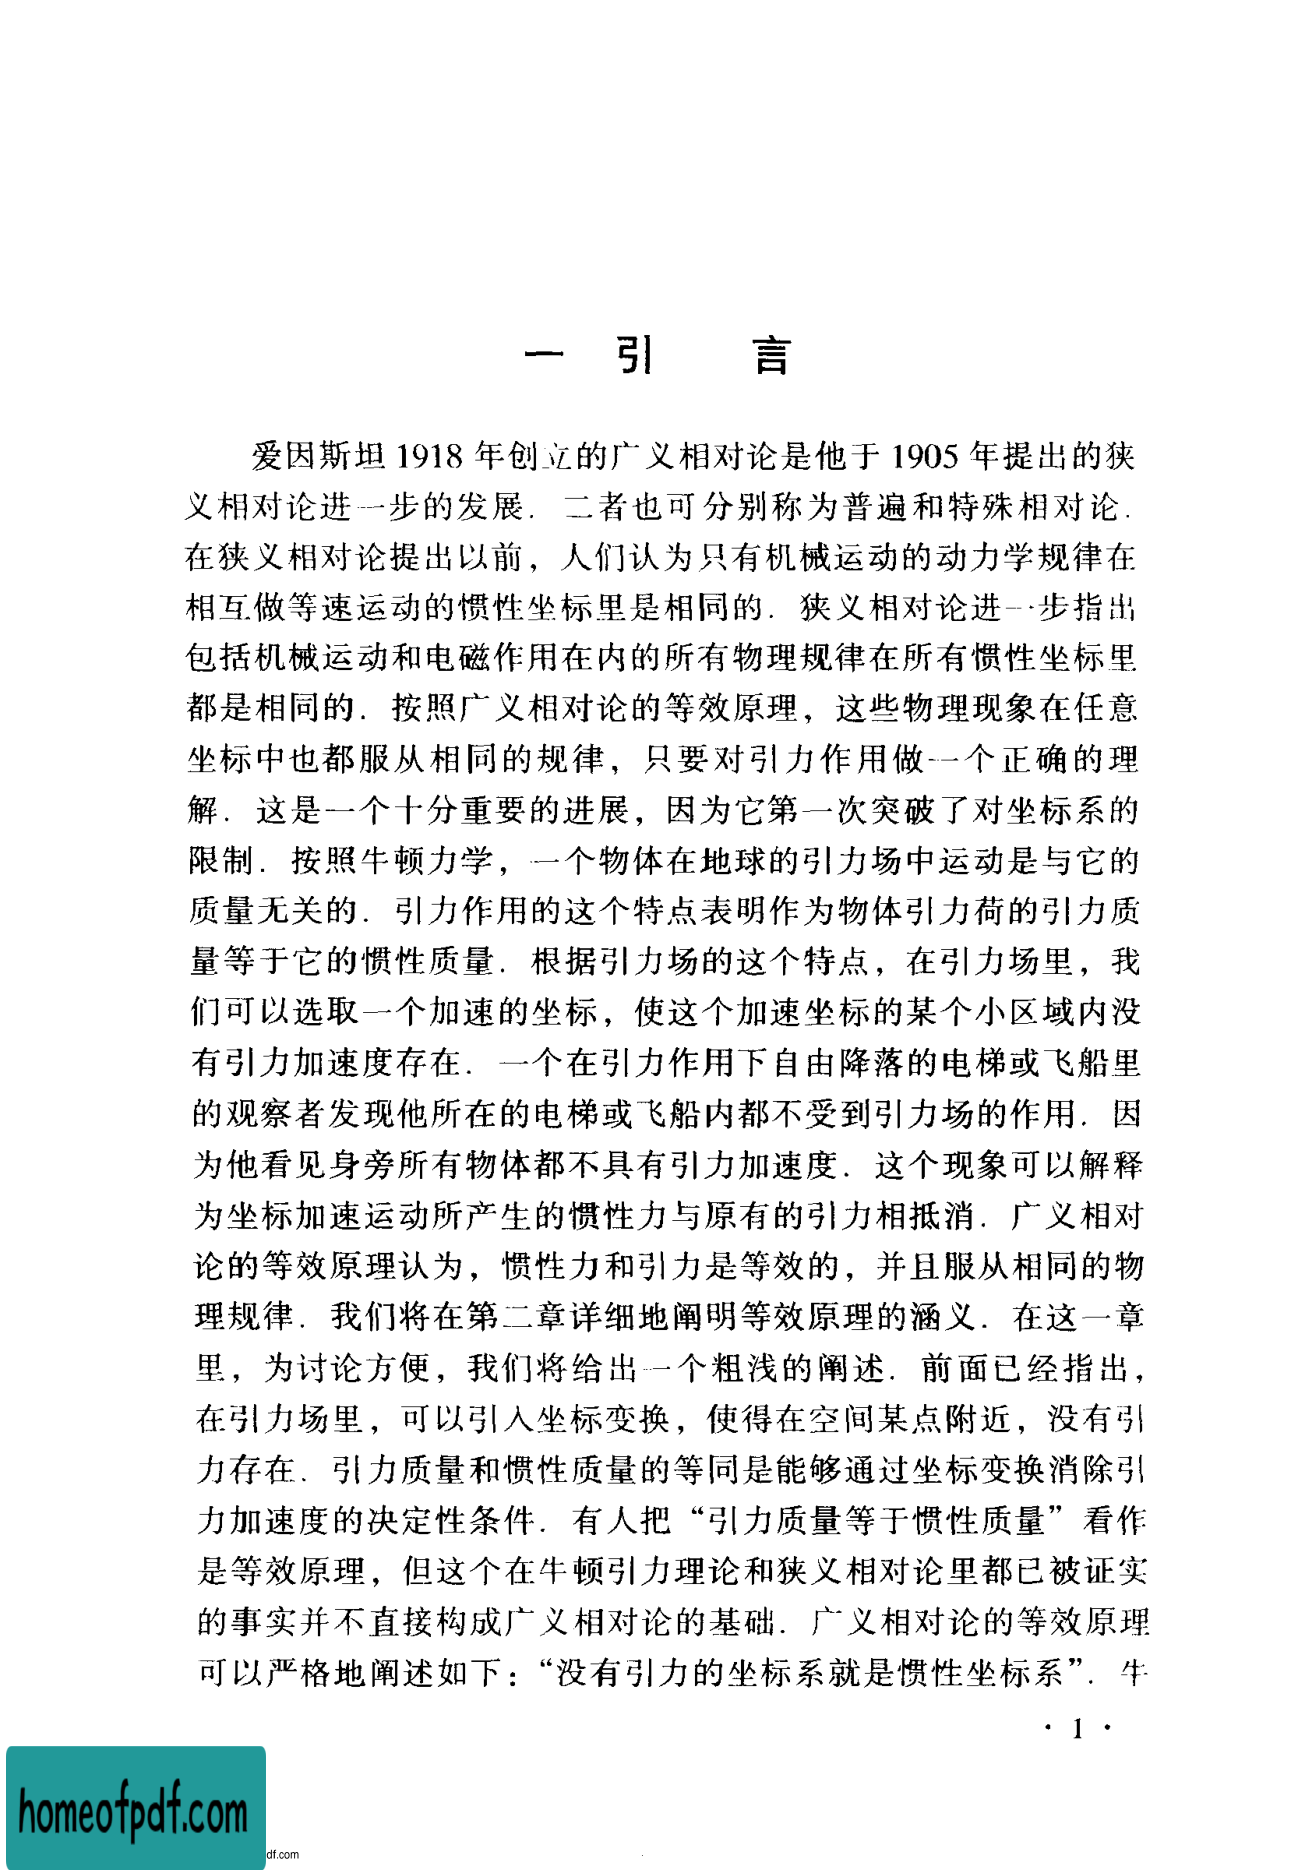 一 引 言
爱因斯坦 1918 年创立的广义相对论是他于 1905 年提出的狭
义相对论进一步的发展． 二者也可分别称为普遍和特殊相对论．
在狭义相对论提出以前，人们认为只有机械运动的动力学规律在
相互做等速运动的惯性坐标里是相同的．狭义相对论进一步指出
包括机械运动和电磁作用在内的所有物理规律在所有惯性坐标里
都是相同的．按照广义相对论的等效原理，这些物理现象在任意
坐标中也都服从相同的规律，只要对引力作用做一个正确的理
解．这是一个十分重要的进展，因为它第一次突破了对坐标系的
限制．按照牛顿力学，一个物体在地球的引力场中运动是与它的
质量无关的．引力作用的这个特点表明作为物体引力荷的引力质
量等于它的惯性质量．根据引力场的这个特点，在引力场里，我
们可以选取一个加速的坐标，使这个加速坐标的某个小区域内没
有引力加速度存在．一个在引力作用下自由降落的电梯或飞船里
的观察者发现他所在的电梯或飞船内都不受到引力场的作用．因
为他看见身旁所有物体都不具有引力加速度．这个现象可以解释
为坐标加速运动所产生的惯性力与原有的引力相抵消．广义相对
论的等效原理认为，惯性力和引力是等效的，并且服从相同的物
理规律．我们将在第二章详细地阐明等效原理的涵义．在这一章
里，为讨论方便，我们将给出一个粗浅的阐述．前面已经指出，
在引力场里，可以引入坐标变换，使得在空间某点附近，没有引
力存在．引力质量和惯性质量的等同是能够通过坐标变换消除引
力加速度的决定性条件．有人把“引力质量等于惯性质量”看作
是等效原理，但这个在牛顿引力理论和狭义相对论里都已被证实
的事实并不直接构成广义相对论的基础．广义相对论的等效原理
可以严格地阐述如下：“没有引力的坐标系就是惯性坐标系”．牛
· 1 ·
homeofpdf.com
df.com